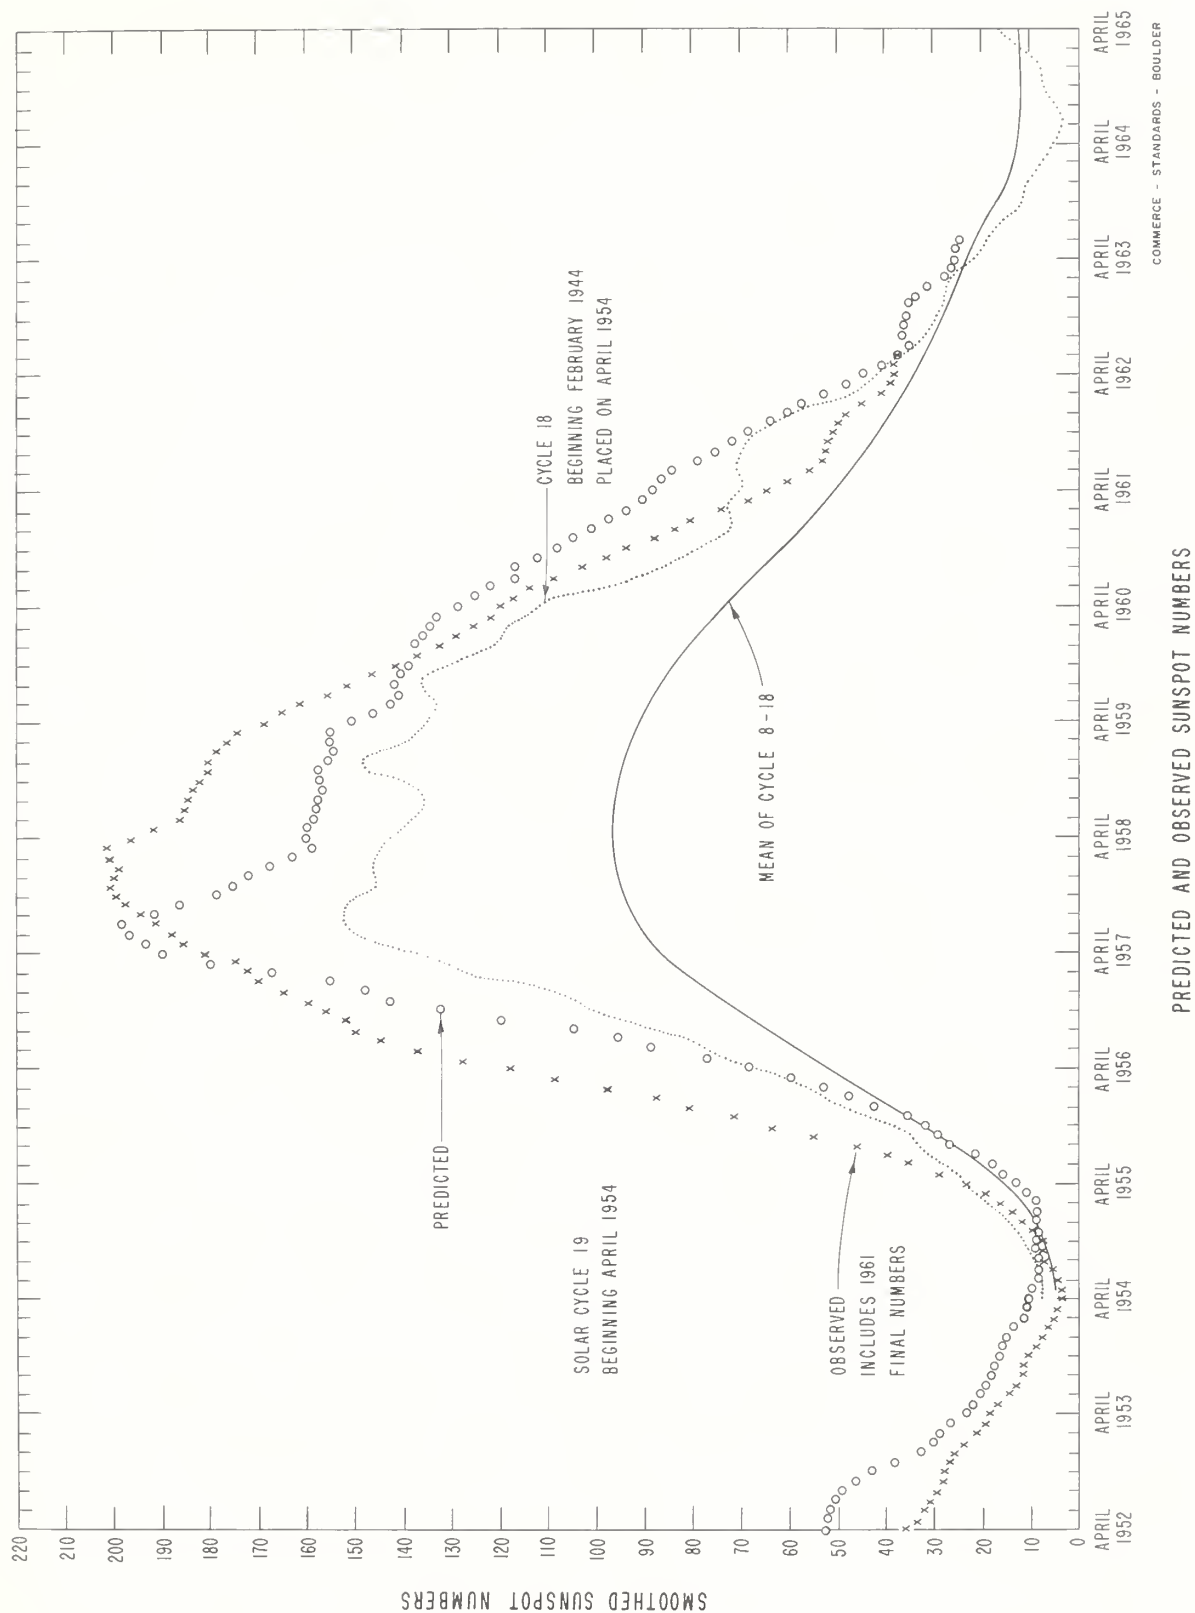 SMOOTHED SUNSPOT NUMBERS
220
210
200
190
180
170
160
150
140
130
120
110
100
90
80
70
60
50
40
30
20
10
0
PREDICTED
SOLAR CYCLE 19
BEGINNING APRIL 1954
OBSERVED
INCLUDES 1961
FINAL NUMBERS
CYCLE 18
BEGINNING FEBRUARY 1944
PLACED ON APRIL 1954
MEAN OF CYCLE 8-18
APRIL
1952
APRIL
1953
APRIL
1954
APRIL
1955
APRIL
1956
APRIL
1957
APRIL
1958
APRIL
1959
APRIL
1960
APRIL
1961
APRIL
1962
APRIL
1963
APRIL
1964
APRIL
1965
COMMERCE - STANDARDS - BOULDER
PREDICTED AND OBSERVED SUNSPOT NUMBERS